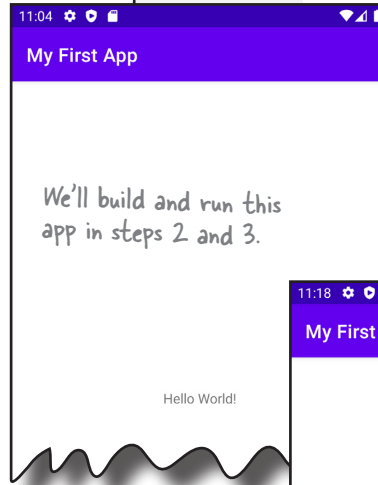 11:04
My First App
We'll build and run this
app in steps 2 and 3.
Hello World!
11:18
My First